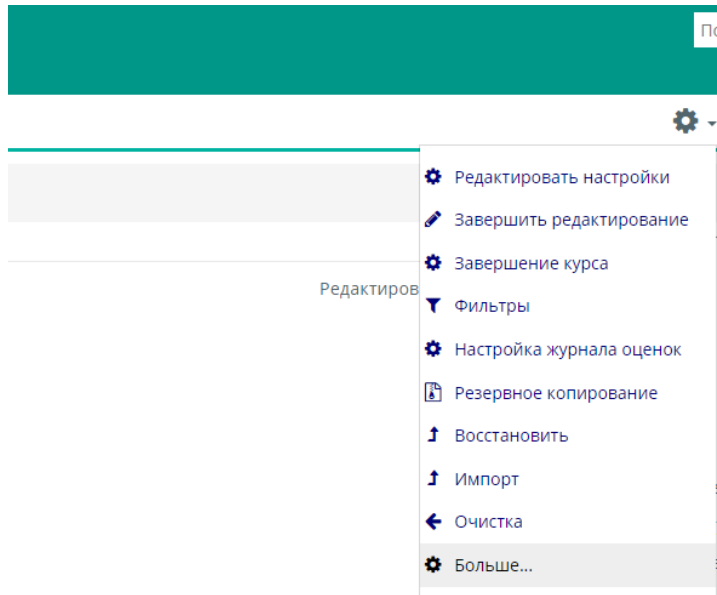 Редактировать настройки
Завершить редактирование
Завершение курса
Фильтры
Настройка журнала оценок
Резервное копирование
Восстановить
Импорт
Очистка
Больше...